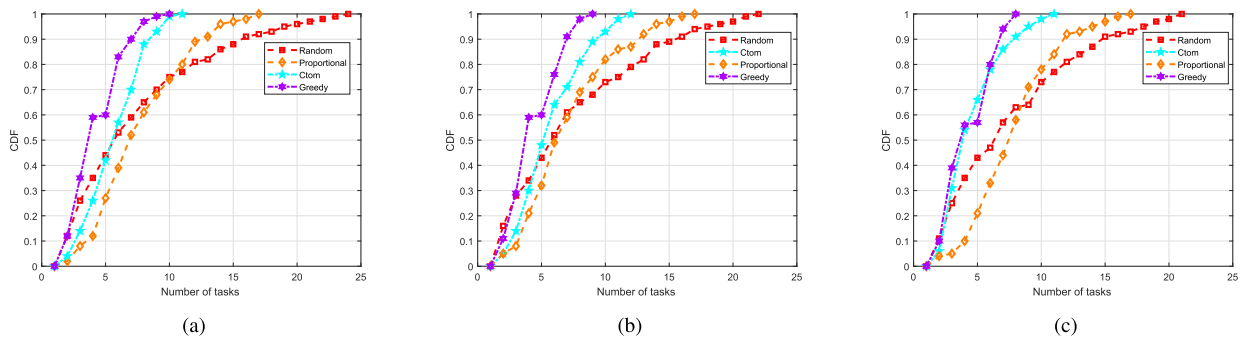 1
0.9
0.8
0.7
0.6
0.5
0.4
0.3
0.2
0.1
0
CDF
0 5 10 15 20 25
Number of tasks
Random
Ctom
Proportional
Greedy
(a)
1
0.9
0.8
0.7
0.6
0.5
0.4
0.3
0.2
0.1
0
CDF
0 5 10 15 20 25
Number of tasks
Random
Ctom
Proportional
Greedy
(b)
1
0.9
0.8
0.7
0.6
0.5
0.4
0.3
0.2
0.1
0
CDF
0 5 10 15 20 25
Number of tasks
Random
Ctom
Proportional
Greedy
(c)